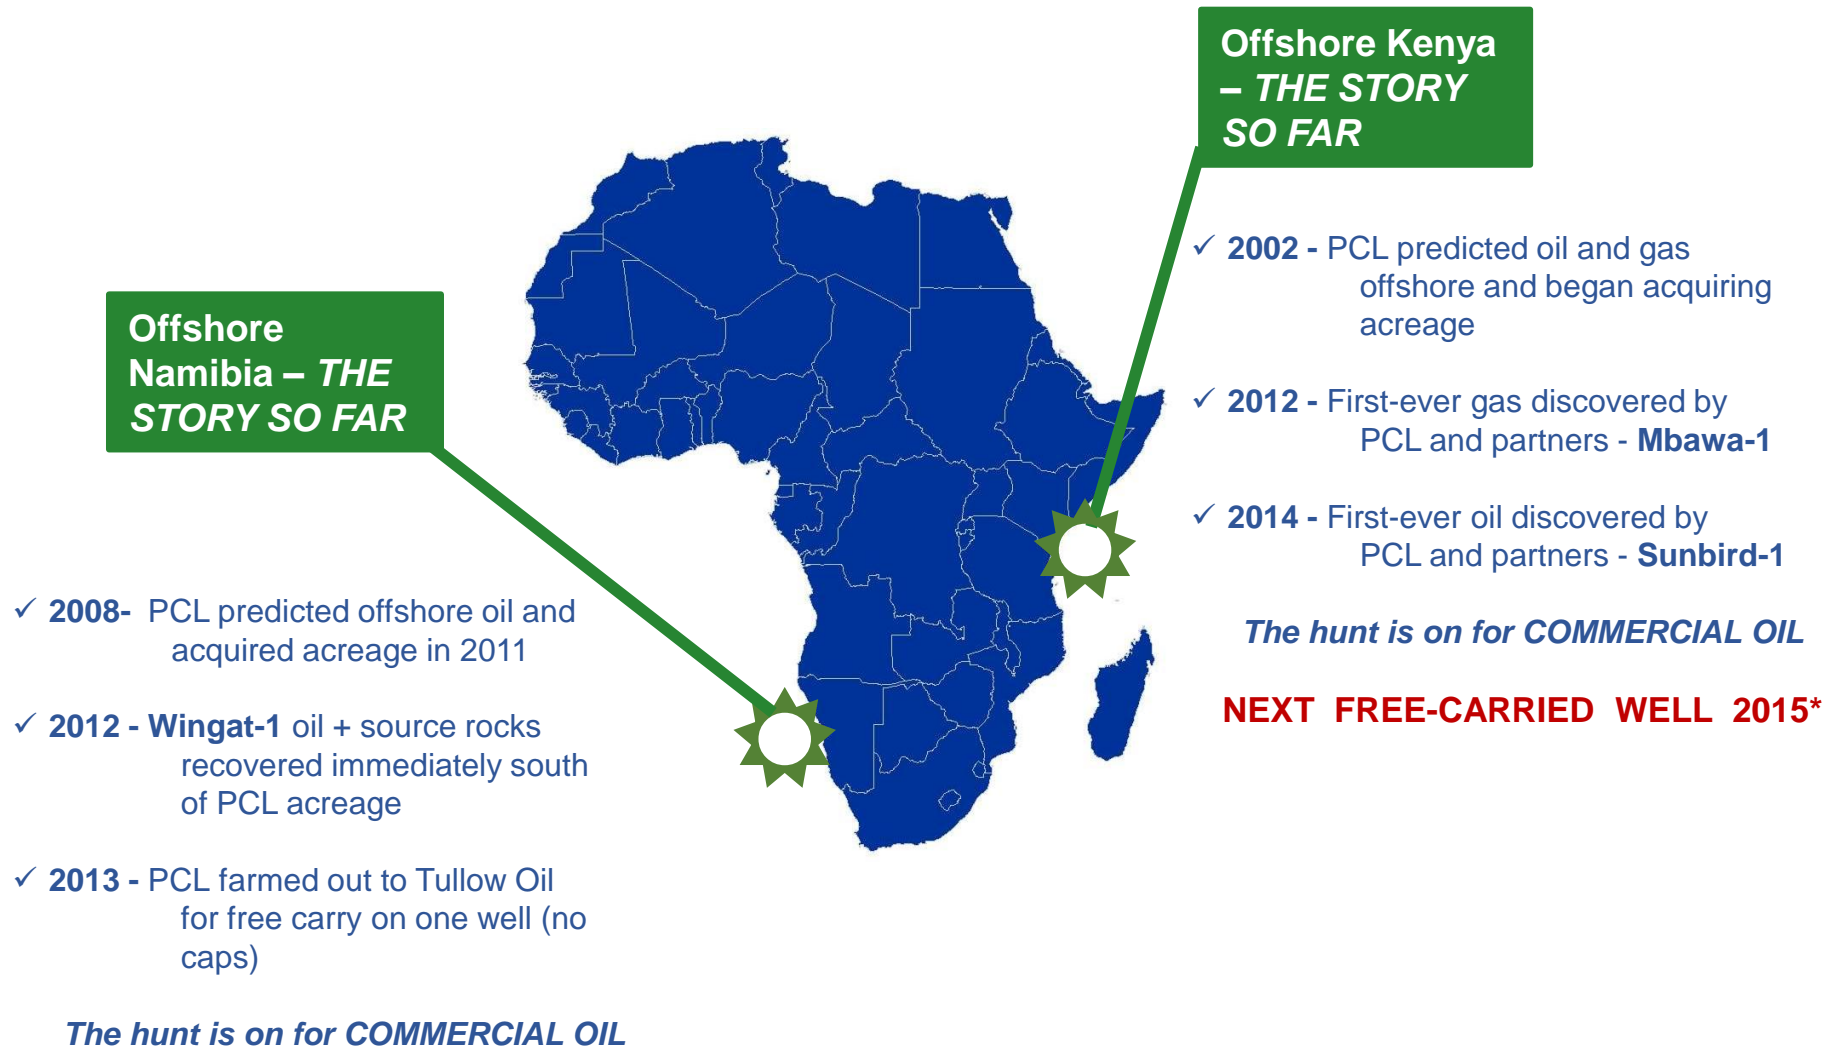 Offshore Kenya
– THE STORY
SO FAR
✓ 2002 - PCL predicted oil and gas
offshore and began acquiring
acreage
✓ 2012 - First-ever gas discovered by
PCL and partners - Mbawa-1
✓ 2014 - First-ever oil discovered by
PCL and partners - Sunbird-1
The hunt is on for COMMERCIAL OIL
NEXT FREE-CARRIED WELL 2015*
Offshore
Namibia – THE
STORY SO FAR
✓ 2008- PCL predicted offshore oil and
acquired acreage in 2011
✓ 2012 - Wingat-1 oil + source rocks
recovered immediately south
of PCL acreage
✓ 2013 - PCL farmed out to Tullow Oil
for free carry on one well (no
caps)
The hunt is on for COMMERCIAL OIL